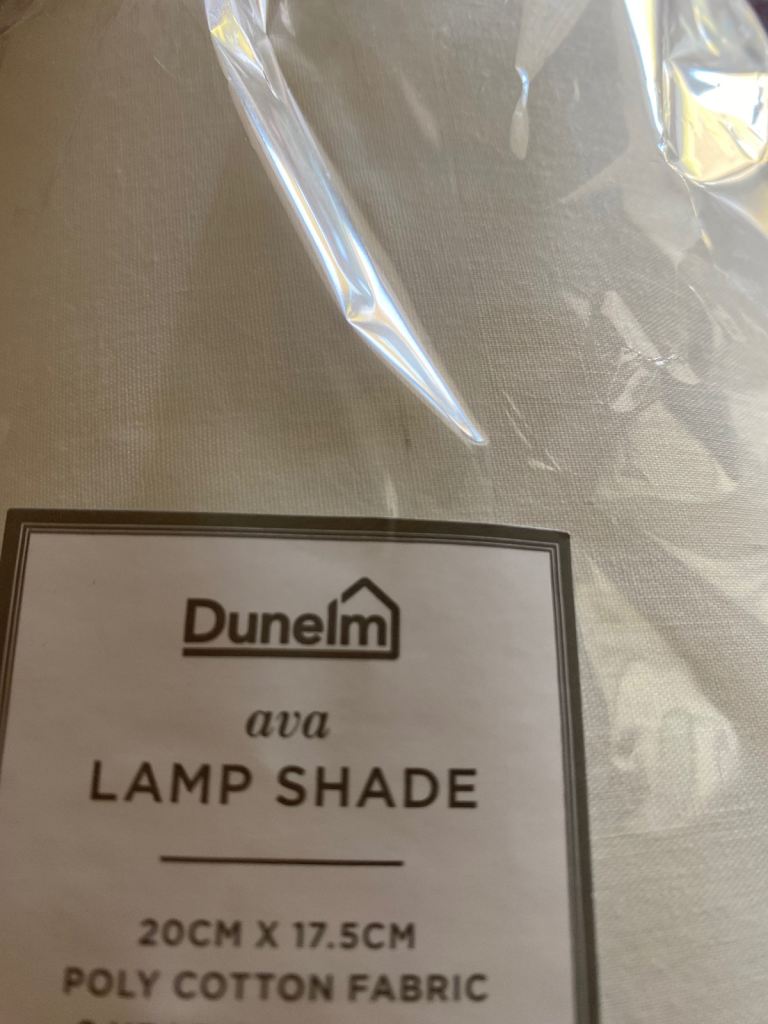 Dunelm
ava
LAMP SHADE
20CM X 17.5CM
POLY COTTON FABRIC